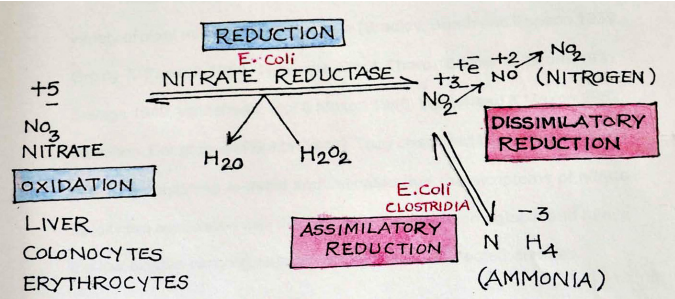 REDUCTION
E. Coli
NITRATE REDUCTASE
+5
NO3
NITRATE
OXIDATION
LIVER
COLONOCYTES
ERYTHROCYTES
H2O
H2O2
+3
NO2
+e-
+2
NO
NO2
(NITROGEN)
DISSIMILATORY
REDUCTION
E. Coli
CLOSTRIDIA
ASSIMILATORY
REDUCTION
-3
N H4
(AMMONIA)